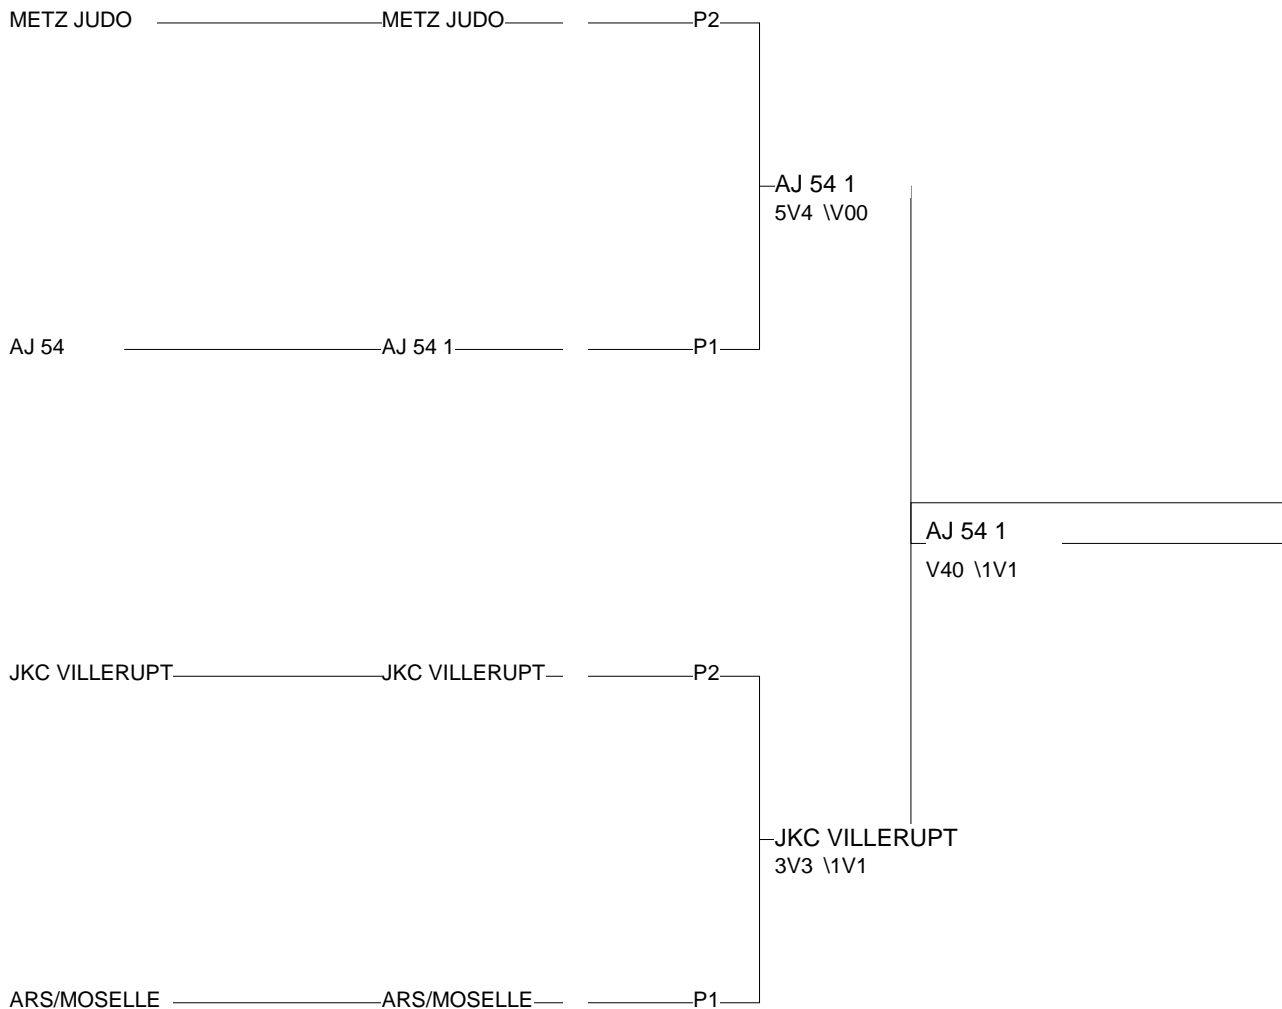 METZ JUDO METZ JUDO P2
AJ 54 1
5V4 \V00
AJ 54 AJ 54 1 P1
AJ 54 1
V40 \1V1
JKC VILLERUPT JKC VILLERUPT P2
JKC VILLERUPT
3V3 \1V1
ARS/MOSELLE ARS/MOSELLE P1